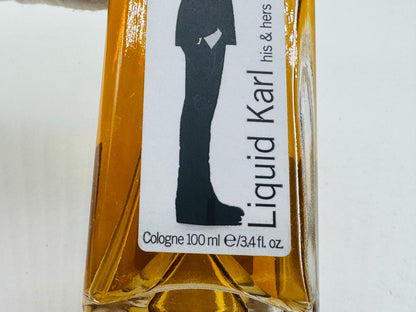 Liquid Karl his & hers
Cologne 100 ml ℮/3.4 fl. oz.